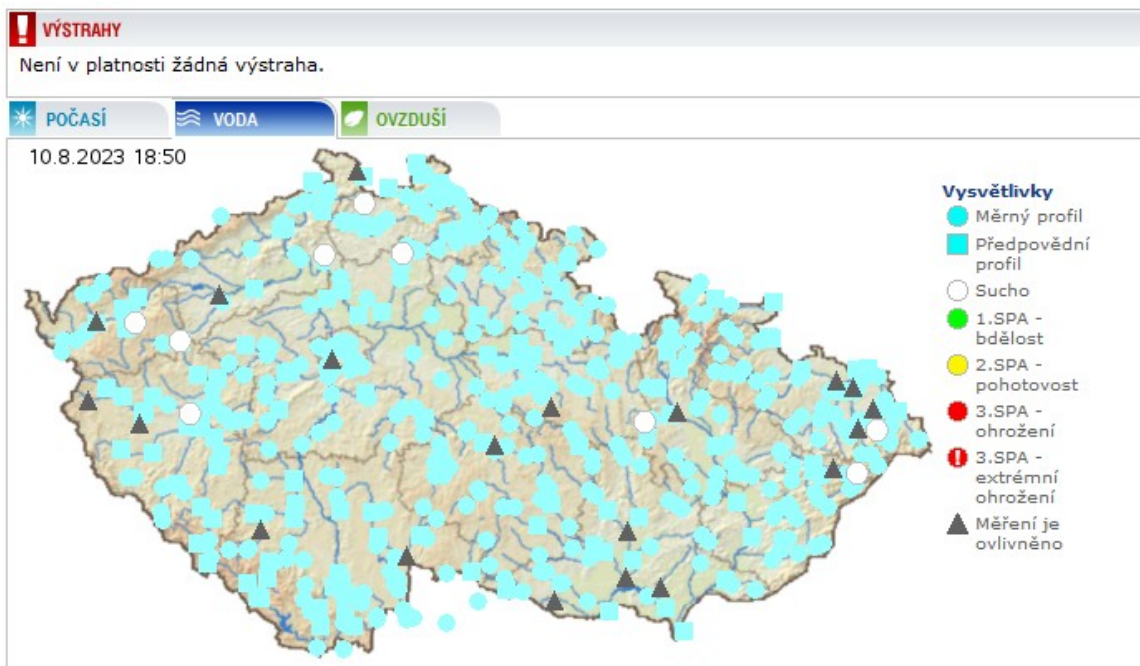 VÝSTRAHY
Není v platnosti žádná výstraha.
POČASÍ
VODA
OVZDUŠÍ
10.8.2023 18:50
Vysvětlivky
Měrný profil
Předpovědní
profil
Sucho
1.SPA -
bdělost
2.SPA -
pohotovost
3.SPA -
ohrožení
3.SPA -
extrémní
ohrožení
Měření je
ovlivněno